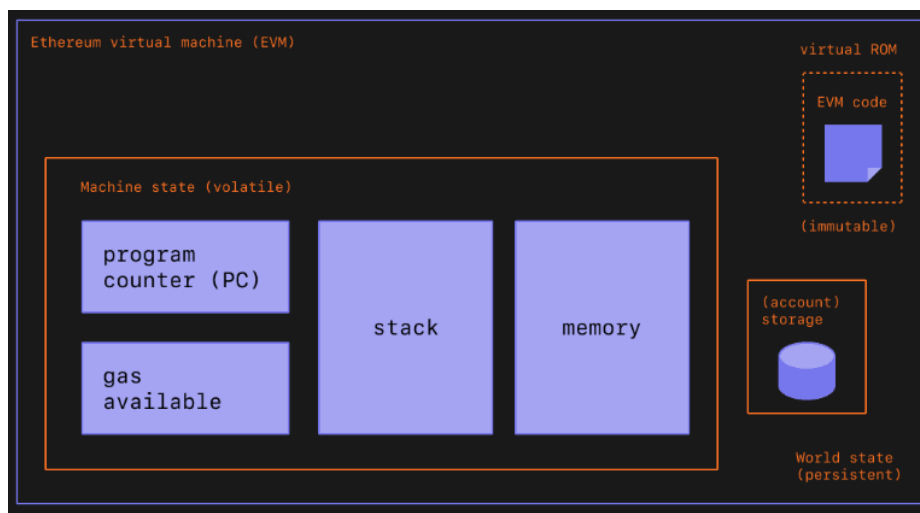 Ethereum virtual machine (EVM)
virtual ROM
EVM code
(immutable)
Machine state (volatile)
program
counter (PC)
gas
available
stack
memory
(account)
storage
World state
(persistent)